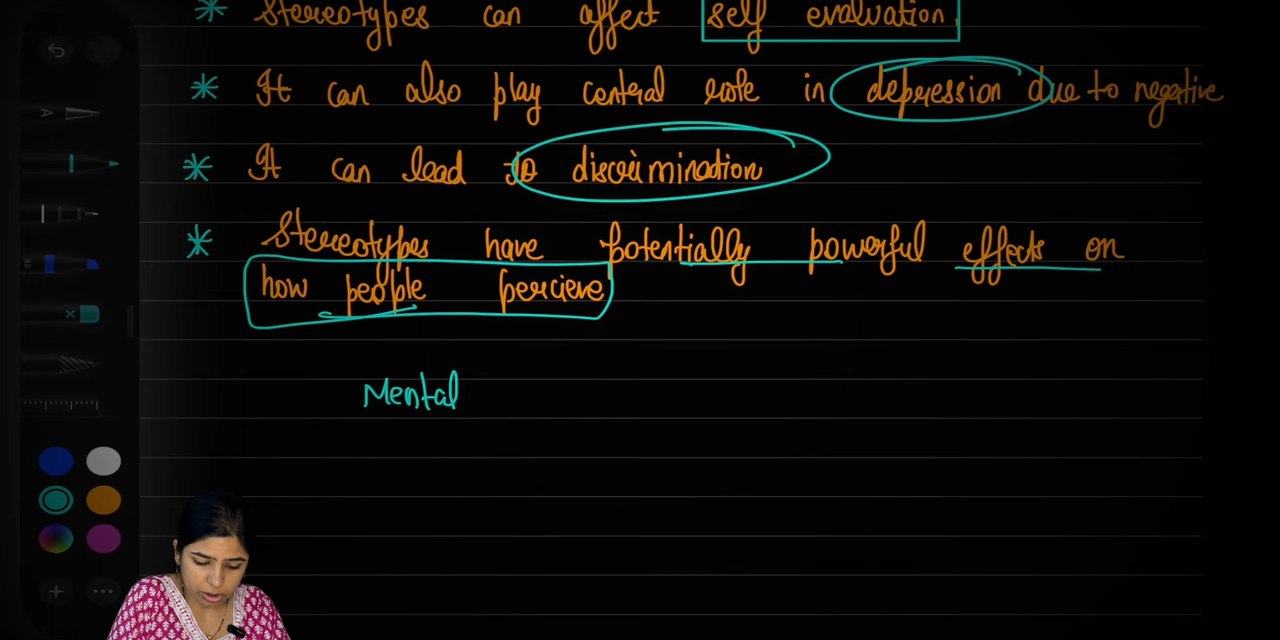 * Stereotypes can affect self evaluation.
* It can also play central role in depression due to negative
* It can lead to discrimination
* Stereotypes have potentially powerful effects on
how people percieve
Mental